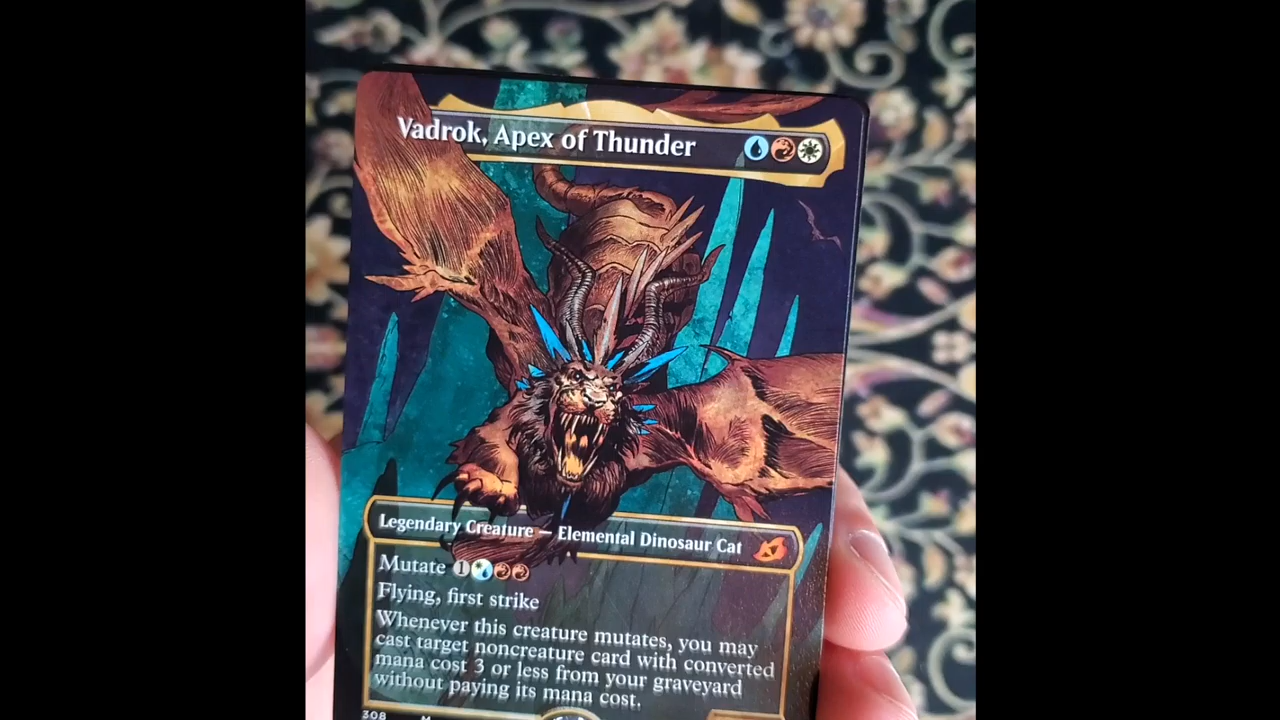 Vadrok, Apex of Thunder
Legendary Creature — Elemental Dinosaur Cat
Mutate 1
Flying, first strike
Whenever this creature mutates, you may
cast target noncreature card with converted
mana cost 3 or less from your graveyard
without paying its mana cost.
308 M